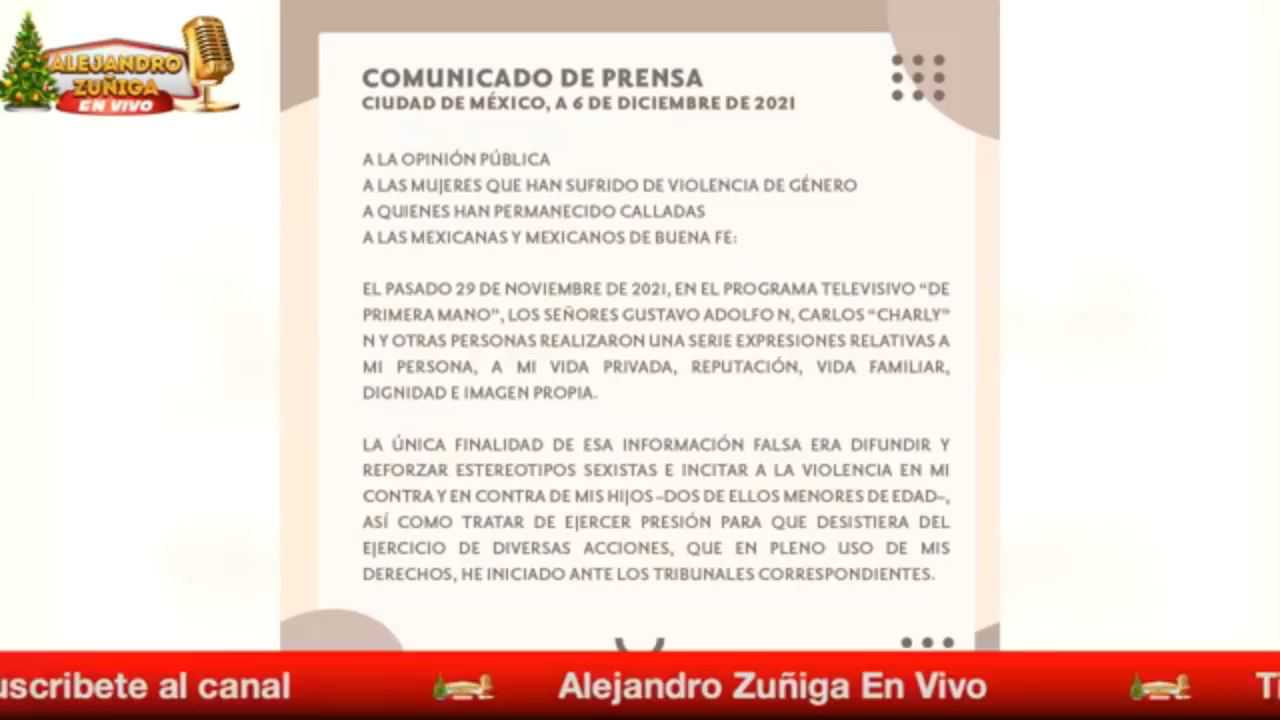 ALEJANDRO
ZUÑIGA
EN VIVO
COMUNICADO DE PRENSA
CIUDAD DE MÉXICO, A 6 DE DICIEMBRE DE 2021
A LA OPINIÓN PÚBLICA
A LAS MUJERES QUE HAN SUFRIDO DE VIOLENCIA DE GÉNERO
A QUIENES HAN PERMANECIDO CALLADAS
A LAS MEXICANAS Y MEXICANOS DE BUENA FE:
EL PASADO 29 DE NOVIEMBRE DE 2021, EN EL PROGRAMA TELEVISIVO “DE
PRIMERA MANO”, LOS SEÑORES GUSTAVO ADOLFO N, CARLOS “CHARLY”
N Y OTRAS PERSONAS REALIZARON UNA SERIE EXPRESIONES RELATIVAS A
MI PERSONA, A MI VIDA PRIVADA, REPUTACIÓN, VIDA FAMILIAR,
DIGNIDAD E IMAGEN PROPIA.
LA ÚNICA FINALIDAD DE ESA INFORMACIÓN FALSA ERA DIFUNDIR Y
REFORZAR ESTEREOTIPOS SEXISTAS E INCITAR A LA VIOLENCIA EN MI
CONTRA Y EN CONTRA DE MIS HIJOS –DOS DE ELLOS MENORES DE EDAD–,
ASÍ COMO TRATAR DE EJERCER PRESIÓN PARA QUE DESISTIERA DEL
EJERCICIO DE DIVERSAS ACCIONES, QUE EN PLENO USO DE MIS
DERECHOS, HE INICIADO ANTE LOS TRIBUNALES CORRESPONDIENTES.
uscribete al canal Alejandro Zuñiga En Vivo